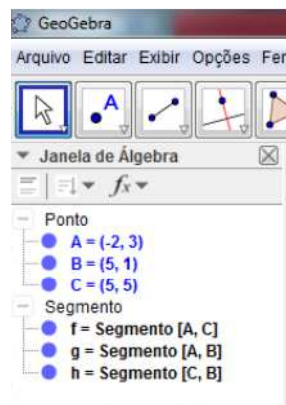 GeoGebra
Arquivo Editar Exibir Opções Fer
A
Janela de Álgebra
fx
Ponto
A = (-2, 3)
B = (5, 1)
C = (5, 5)
Segmento
f = Segmento [A, C]
g = Segmento [A, B]
h = Segmento [C, B]